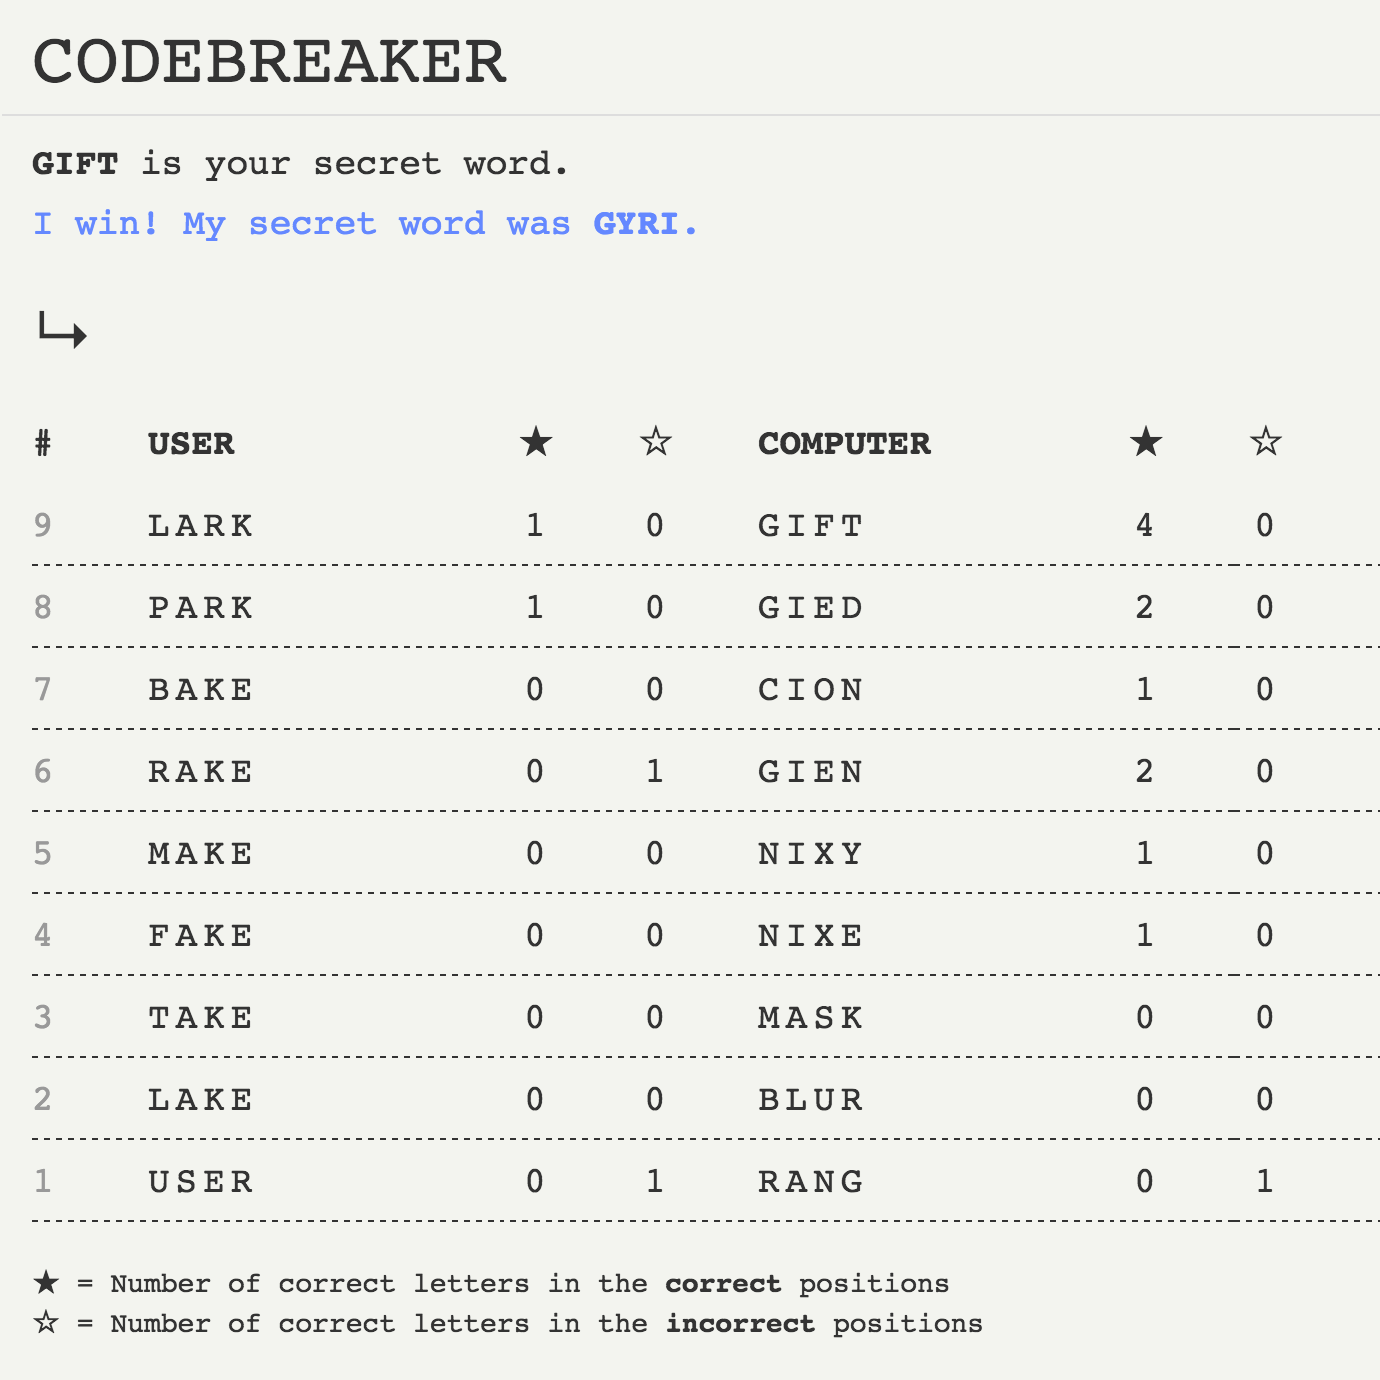 CODEBREAKER
GIFT is your secret word.
I win! My secret word was GYRI.
# USER ★ ☆ COMPUTER ★ ☆
9 LARK 1 0 GIFT 4 0
8 PARK 1 0 GIED 2 0
7 BAKE 0 0 CION 1 0
6 RAKE 0 1 GIEN 2 0
5 MAKE 0 0 NIXY 1 0
4 FAKE 0 0 NIXE 1 0
3 TAKE 0 0 MASK 0 0
2 LAKE 0 0 BLUR 0 0
1 USER 0 1 RANG 0 1
★ = Number of correct letters in the correct positions
☆ = Number of correct letters in the incorrect positions